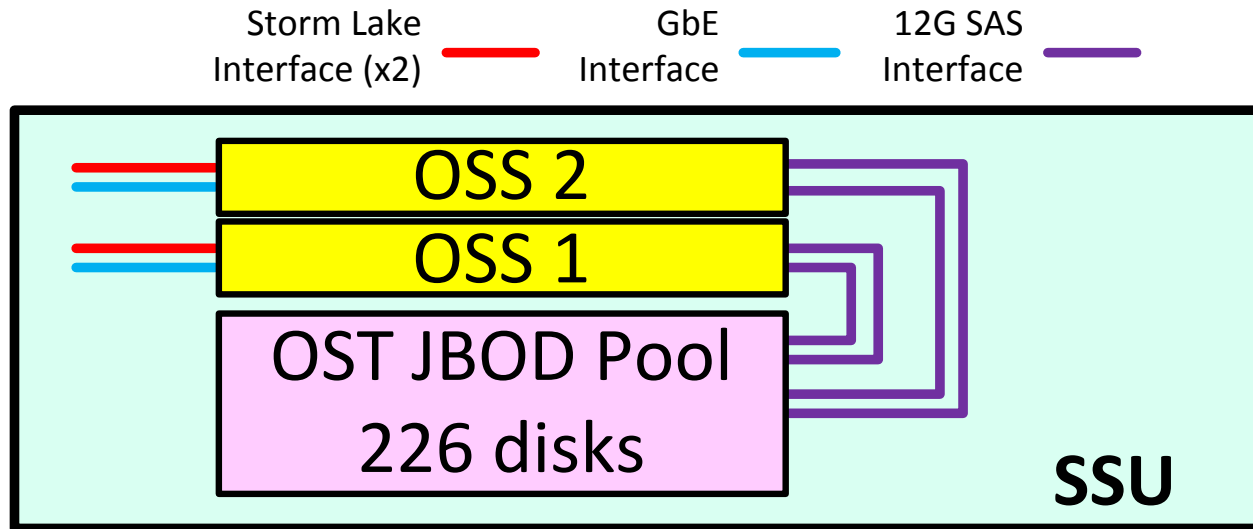 Storm Lake
Interface (x2)
GbE
Interface
12G SAS
Interface
OSS 2
OSS 1
OST JBOD Pool
226 disks
SSU